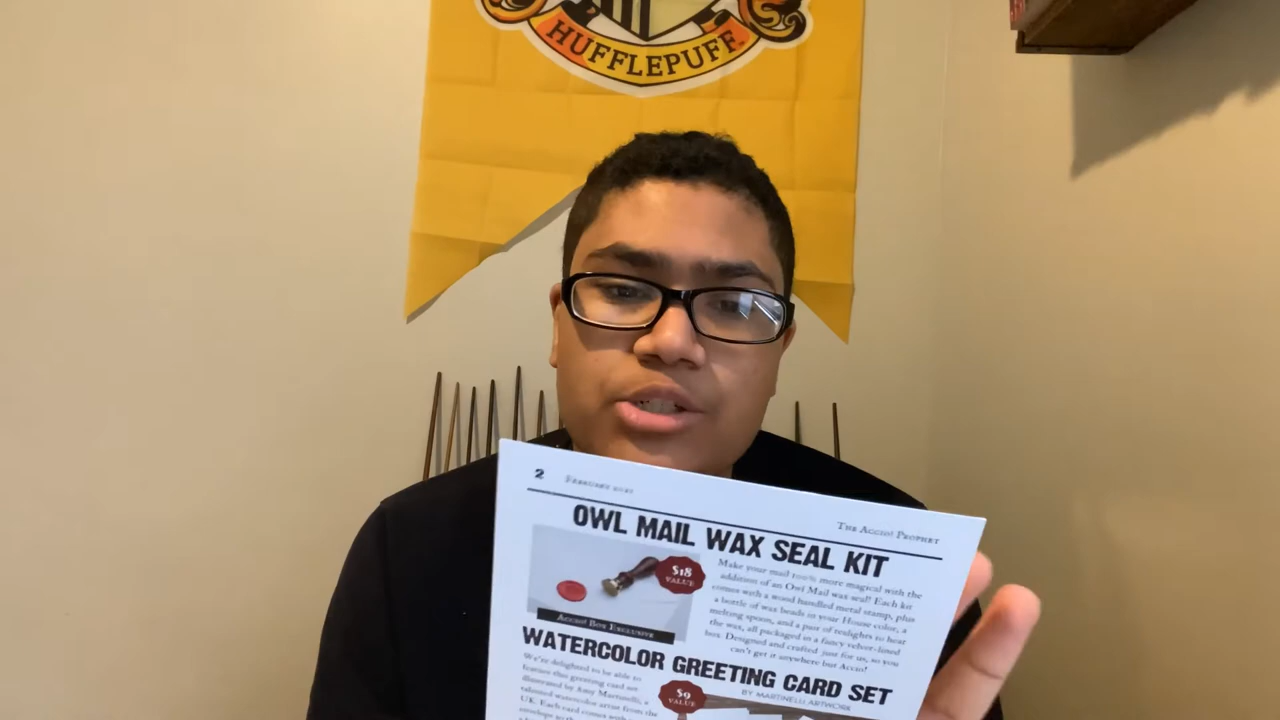 HUFFLEPUFF
2
February 2021
The Accio! Prophet
OWL MAIL WAX SEAL KIT
$18
VALUE
Accio! Box Exclusive
Make your mail 100% more magical with the
addition of an Owl Mail wax seal! Each kit
comes with a wood handled metal stamp, plus
a bottle of wax beads in your House color, a
melting spoon, and a pair of tealights to heat
the wax, all packaged in a fancy velvet-lined
box. Designed and crafted just for us, so you
can't get it anywhere but Accio!
WATERCOLOR GREETING CARD SET
BY MARTINELLI ARTWORK
$9
VALUE
We're delighted to be able to
feature this greeting card set
illustrated by Amy Martinelli, a
talented watercolor artist from the
UK. Each card comes with
envelope